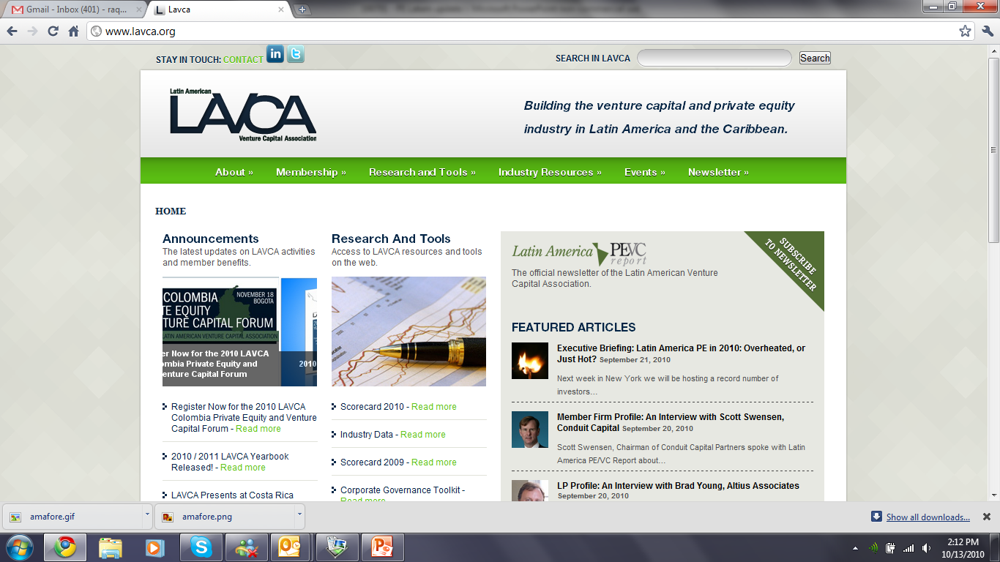 Gmail - Inbox (401) - raq...
Lavca
www.lavca.org
STAY IN TOUCH: CONTACT
SEARCH IN LAVCA
Search
Latin American
LAVCA
Venture Capital Association
Building the venture capital and private equity
industry in Latin America and the Caribbean.
About »
Membership »
Research and Tools »
Industry Resources »
Events »
Newsletter »
HOME
Announcements
The latest updates on LAVCA activities
and member benefits.
COLOMBIA
NOVEMBER 18
BOGOTA
TE EQUITY
TURE CAPITAL FORUM
LATIN AMERICAN VENTURE CAPITAL ASSOCIATION
er Now for the 2010 LAVCA
ombia Private Equity and
enture Capital Forum
2010
Register Now for the 2010 LAVCA
Colombia Private Equity and Venture
Capital Forum - Read more
2010 / 2011 LAVCA Yearbook
Released! - Read more
LAVCA Presents at Costa Rica
Research And Tools
Access to LAVCA resources and tools
on the web.
Scorecard 2010 - Read more
Industry Data - Read more
Scorecard 2009 - Read more
Corporate Governance Toolkit -
Read more
Latin America PEVC
report
The official newsletter of the Latin American Venture
Capital Association.
SUBSCRIBE
TO NEWSLETTER
FEATURED ARTICLES
Executive Briefing: Latin America PE in 2010: Overheated, or
Just Hot? September 21, 2010
Next week in New York we will be hosting a record number of
investors...
Member Firm Profile: An Interview with Scott Swensen,
Conduit Capital September 20, 2010
Scott Swensen, Chairman of Conduit Capital Partners spoke with Latin
America PE/VC Report about...
LP Profile: An Interview with Brad Young, Altius Associates
September 20, 2010
amafore.gif
amafore.png
Show all downloads...
2:12 PM
10/13/2010